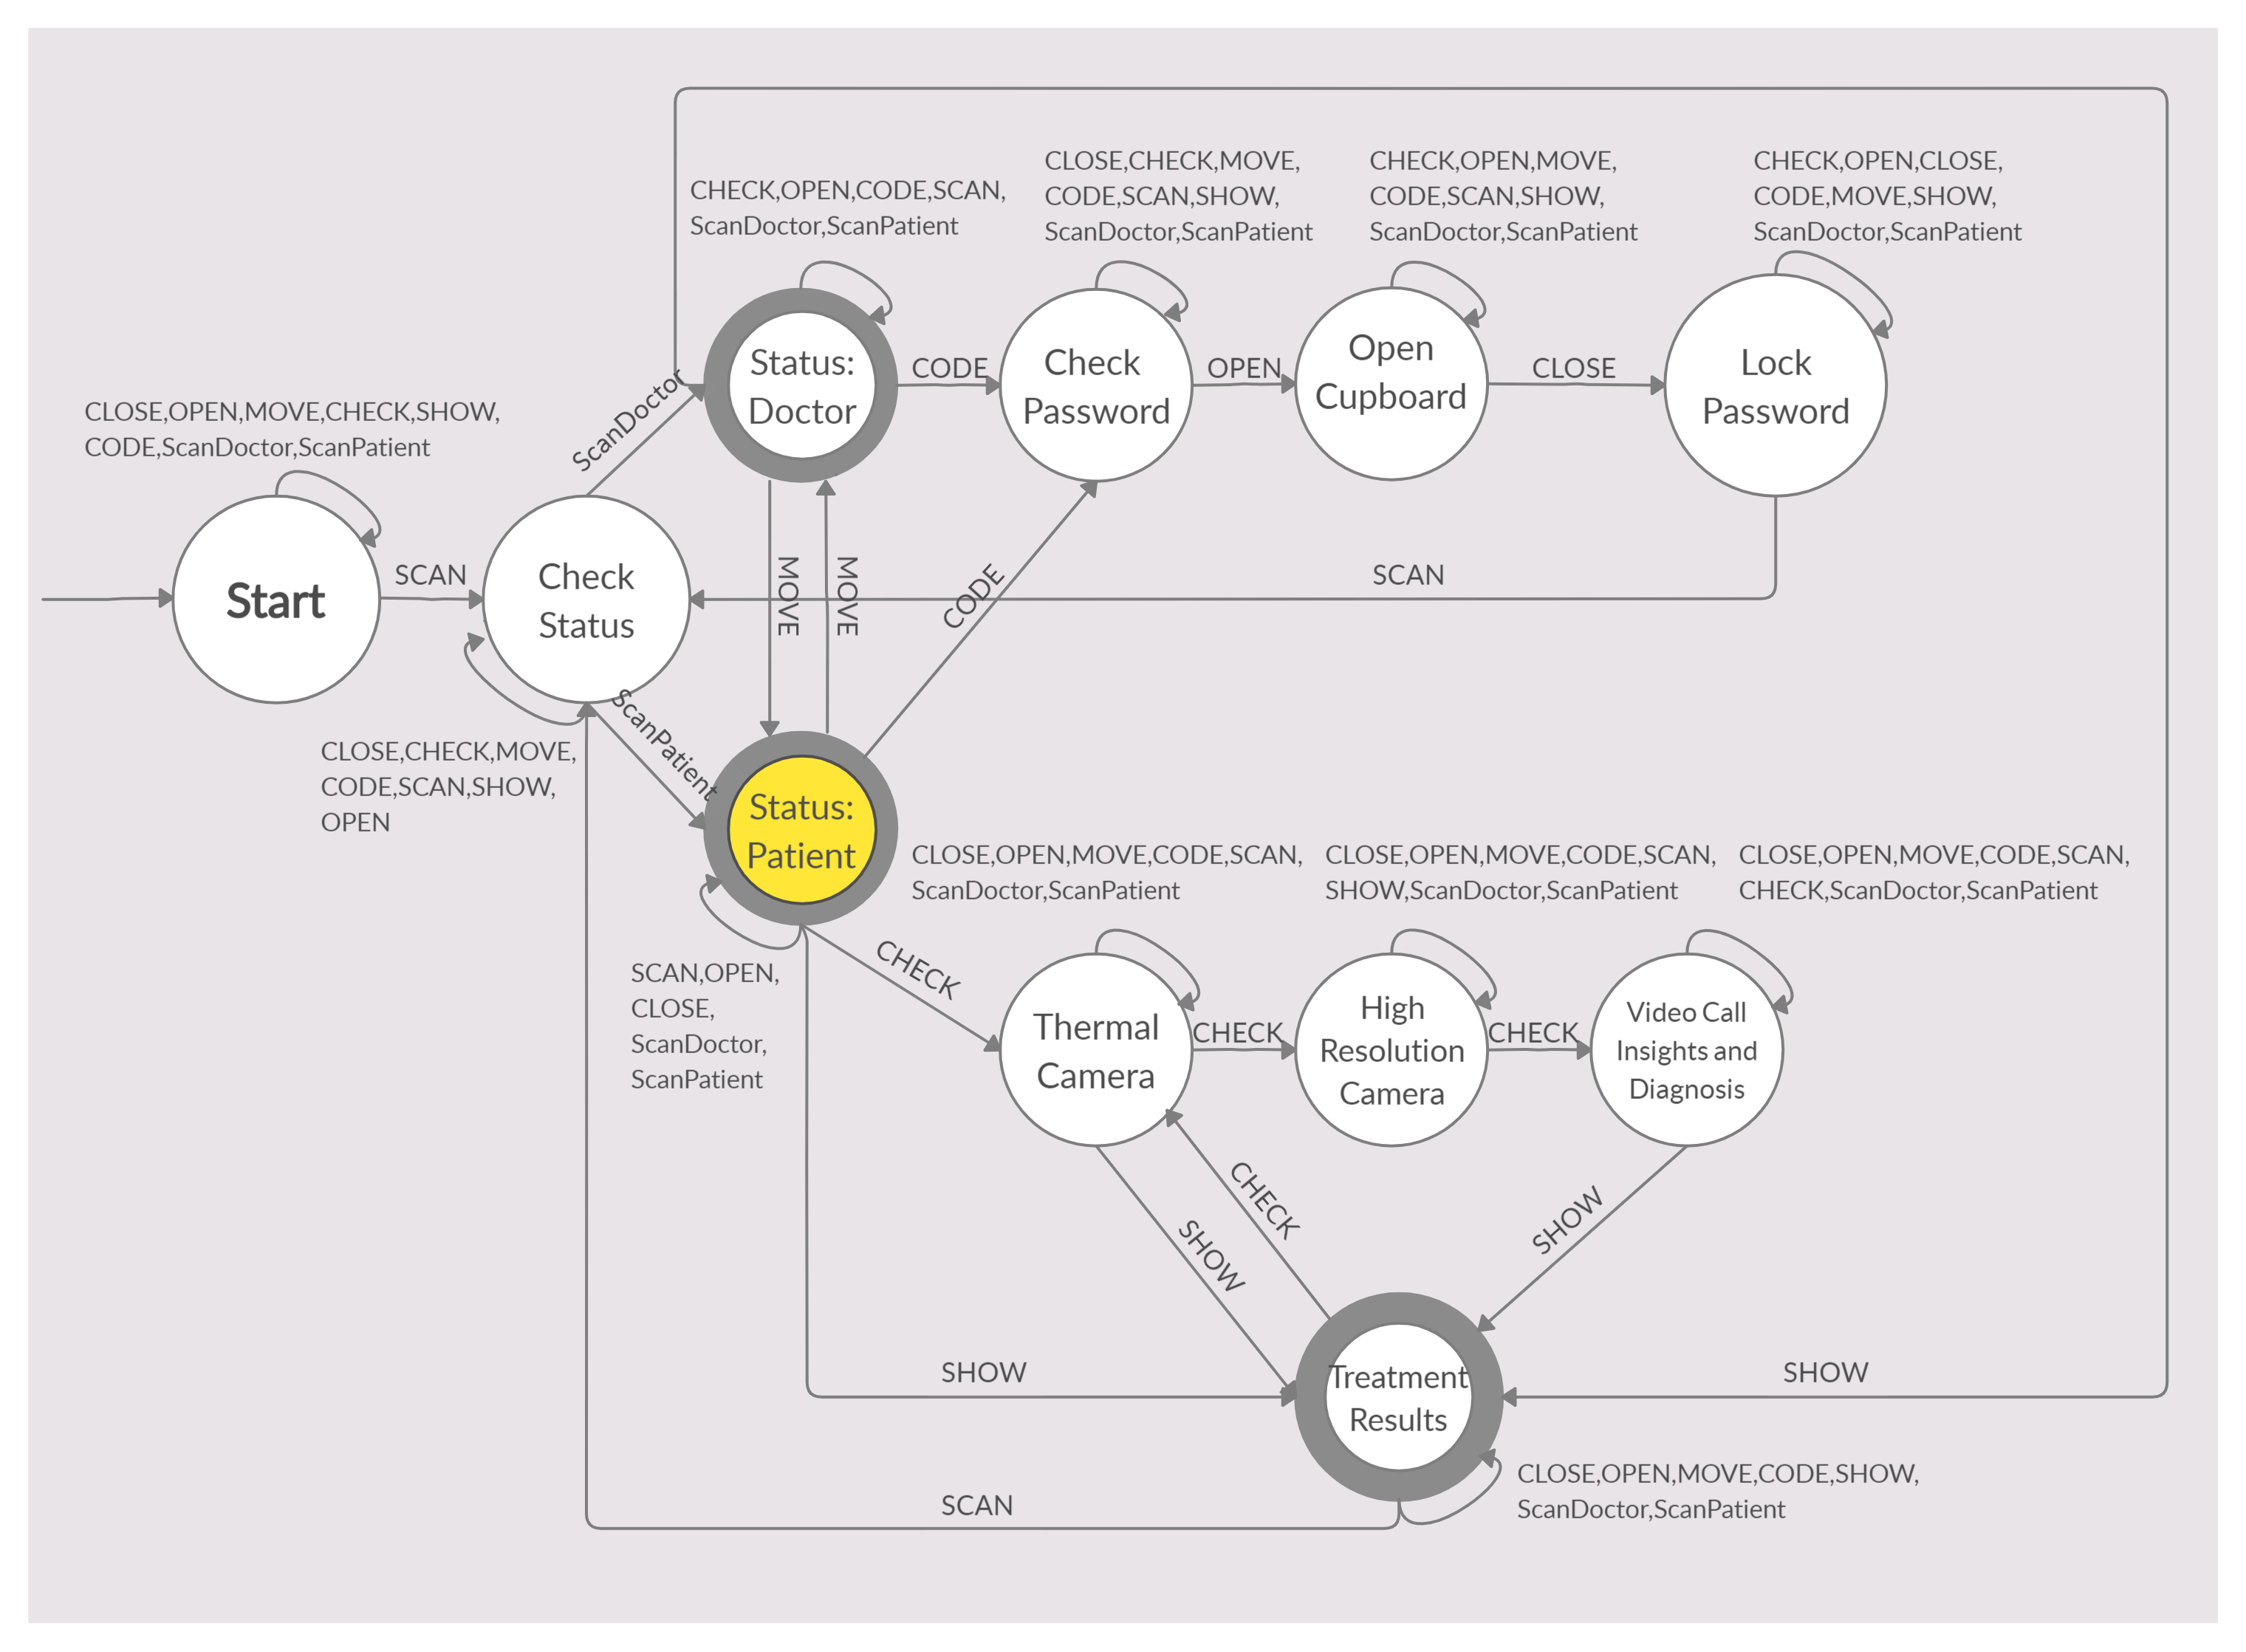 CLOSE,CHECK,MOVE,
CODE,SCAN,SHOW,
ScanDoctor,ScanPatient
CHECK,OPEN,MOVE,
CODE,SCAN,SHOW,
ScanDoctor,ScanPatient
CHECK,OPEN,CLOSE,
CODE,MOVE,SHOW,
ScanDoctor,ScanPatient
CHECK,OPEN,CODE,SCAN,
ScanDoctor,ScanPatient
Status:
Doctor
CODE
Check
Password
OPEN
Open
Cupboard
CLOSE
Lock
Password
ScanDoctor
CLOSE,OPEN,MOVE,CHECK,SHOW,
CODE,ScanDoctor,ScanPatient
Start
SCAN
Check
Status
MOVE
MOVE
CODE
SCAN
ScanPatient
CLOSE,CHECK,MOVE,
CODE,SCAN,SHOW,
OPEN
Status:
Patient
CLOSE,OPEN,MOVE,CODE,SCAN,
ScanDoctor,ScanPatient
CLOSE,OPEN,MOVE,CODE,SCAN,
SHOW,ScanDoctor,ScanPatient
CLOSE,OPEN,MOVE,CODE,SCAN,
CHECK,ScanDoctor,ScanPatient
SCAN,OPEN,
CLOSE,
ScanDoctor,
ScanPatient
CHECK
Thermal
Camera
CHECK
High
Resolution
Camera
CHECK
Video Call
Insights and
Diagnosis
CHECK
SHOW
SHOW
SHOW
Treatment
Results
SHOW
CLOSE,OPEN,MOVE,CODE,SHOW,
ScanDoctor,ScanPatient
SCAN